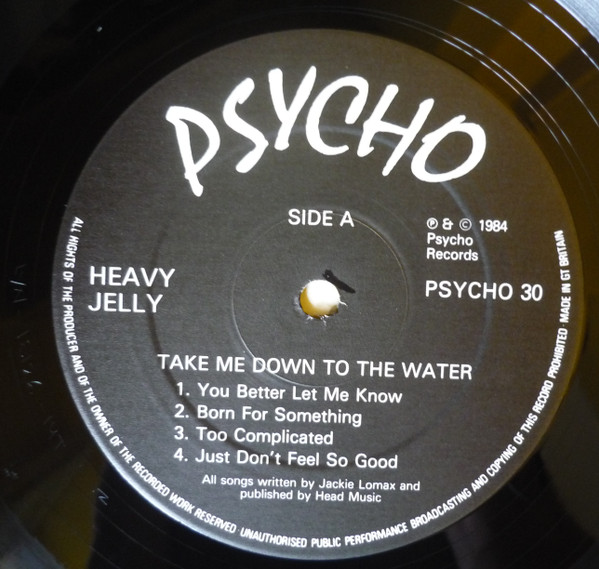 PSYCHO
SIDE A
℗ & © 1984
Psycho
Records
HEAVY
JELLY
PSYCHO 30
TAKE ME DOWN TO THE WATER
1. You Better Let Me Know
2. Born For Something
3. Too Complicated
4. Just Don't Feel So Good
All songs written by Jackie Lomax and
published by Head Music
ALL RIGHTS OF THE PRODUCER AND OF THE OWNER OF THE RECORDED WORK RESERVED · UNAUTHORISED PUBLIC PERFORMANCE BROADCASTING AND COPYING OF THIS RECORD PROHIBITED · MADE IN GT BRITAIN